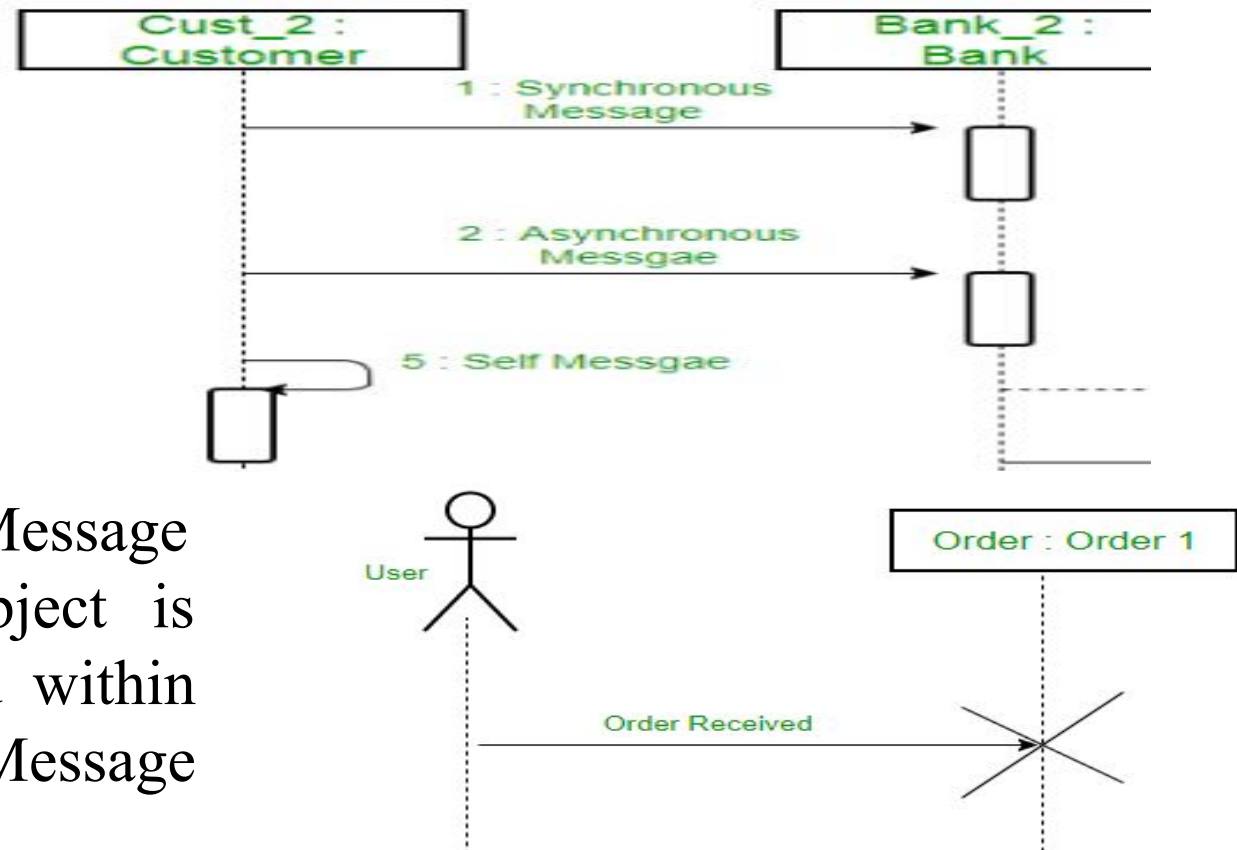 Cust_2 :
Customer
Bank_2 :
Bank
1 : Synchronous
Message
2 : Asynchronous
Messgae
5 : Self Messgae
Message
is
within
Message
User
Order : Order 1
Order Received